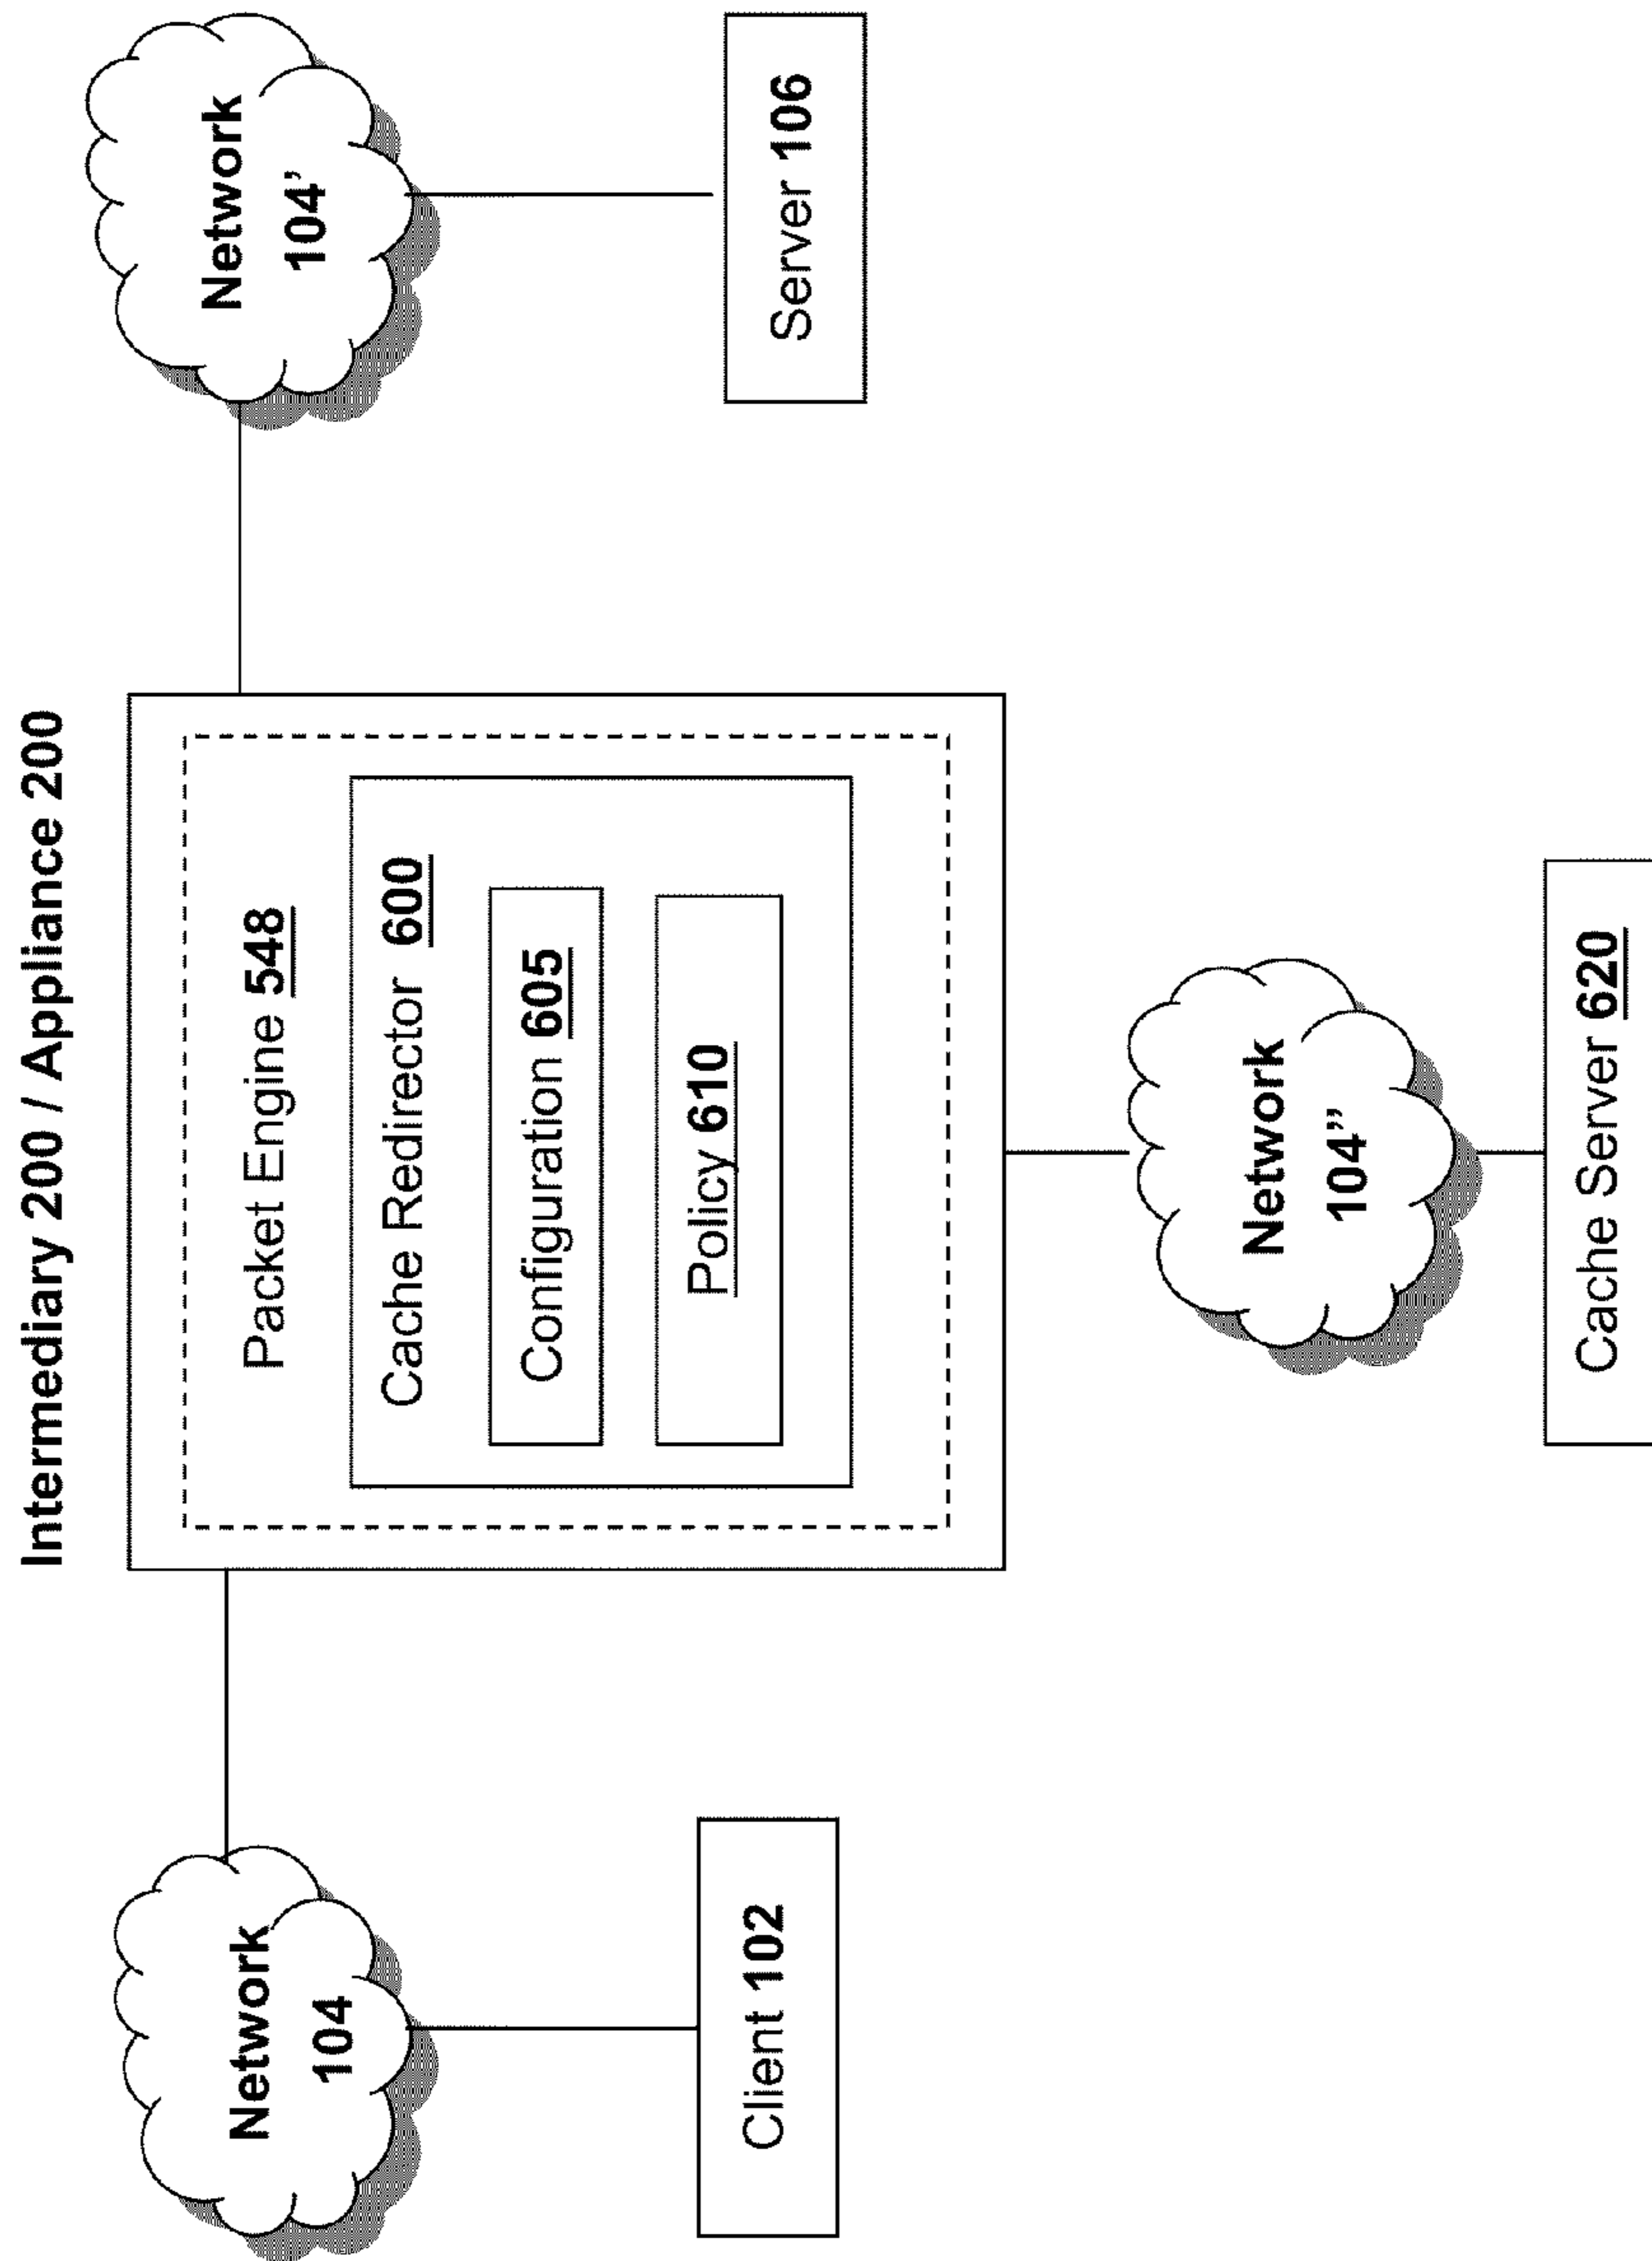 Intermediary 200 / Appliance 200
Network
104
Client 102
Packet Engine 548
Cache Redirector 600
Configuration 605
Policy 610
Network
104'
Server 106
Network
104"
Cache Server 620